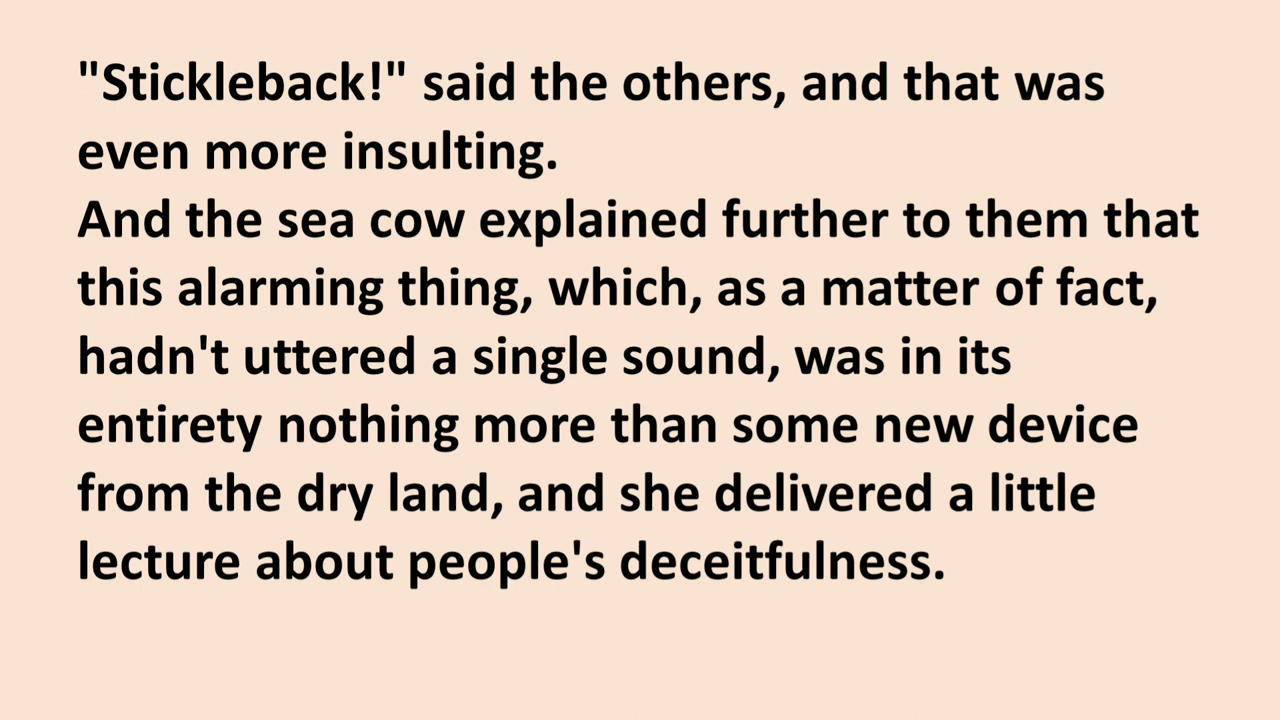 "Stickleback!" said the others, and that was
even more insulting.
And the sea cow explained further to them that
this alarming thing, which, as a matter of fact,
hadn't uttered a single sound, was in its
entirety nothing more than some new device
from the dry land, and she delivered a little
lecture about people's deceitfulness.